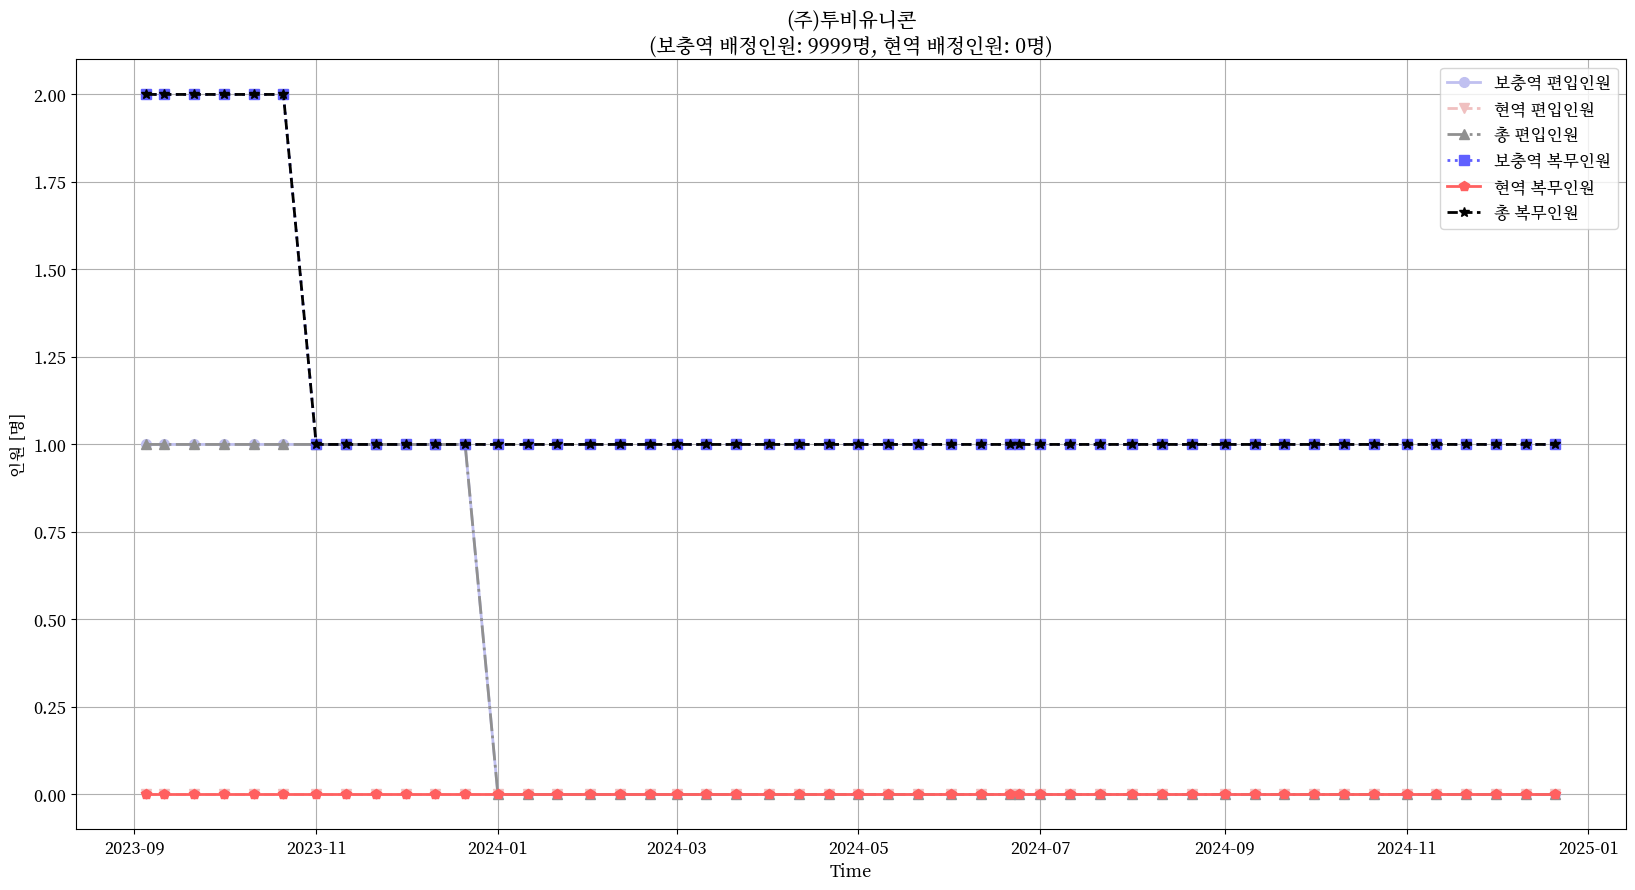 (주)투비유니콘
(보충역 배정인원: 9999명, 현역 배정인원: 0명)
보충역 편입인원
현역 편입인원
총 편입인원
보충역 복무인원
현역 복무인원
총 복무인원
인원 [명]
2.00
1.75
1.50
1.25
1.00
0.75
0.50
0.25
0.00
2023-09 2023-11 2024-01 2024-03 2024-05 2024-07 2024-09 2024-11 2025-01
Time